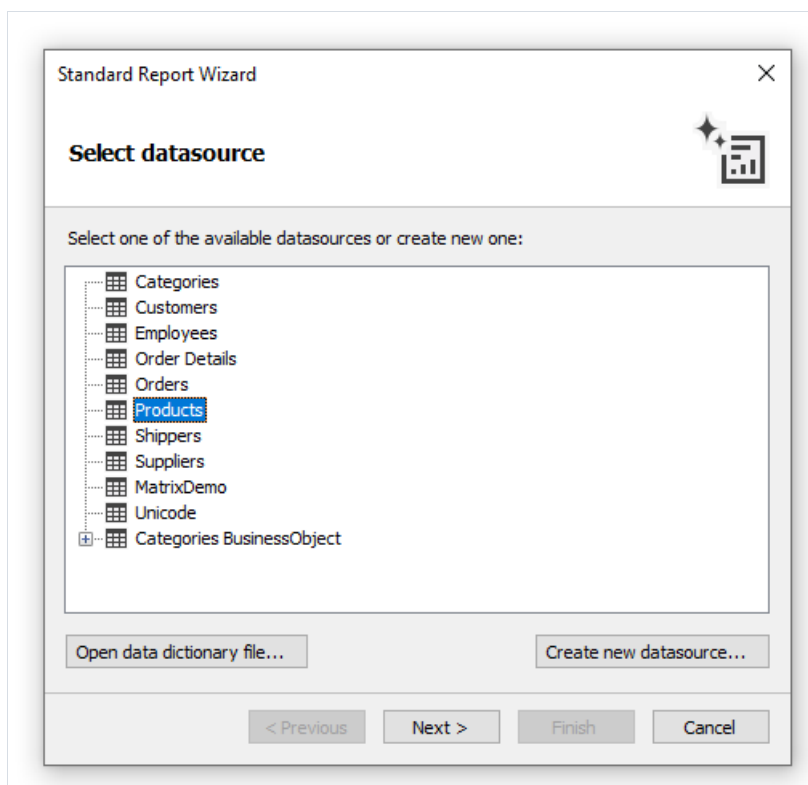 Standard Report Wizard
Select datasource
Select one of the available datasources or create new one:
Categories
Customers
Employees
Order Details
Orders
Products
Shippers
Suppliers
MatrixDemo
Unicode
Categories BusinessObject
Open data dictionary file... Create new datasource...
< Previous Next > Finish Cancel